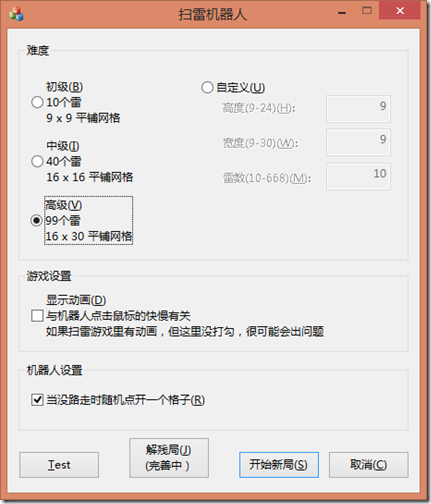 扫雷机器人
难度
初级(B)
10个雷
9 x 9 平铺网格
中级(I)
40个雷
16 x 16 平铺网格
高级(V)
99个雷
16 x 30 平铺网格
自定义(U)
高度(9-24)(H):
9
宽度(9-30)(W):
9
雷数(10-668)(M):
10
游戏设置
显示动画(D)
与机器人点击鼠标的快慢有关
如果扫雷游戏里有动画，但这里没打勾，很可能会出问题
机器人设置
当没路走时随机点开一个格子(R)
Test
解残局(J)
(完善中)
开始新局(S)
取消(C)